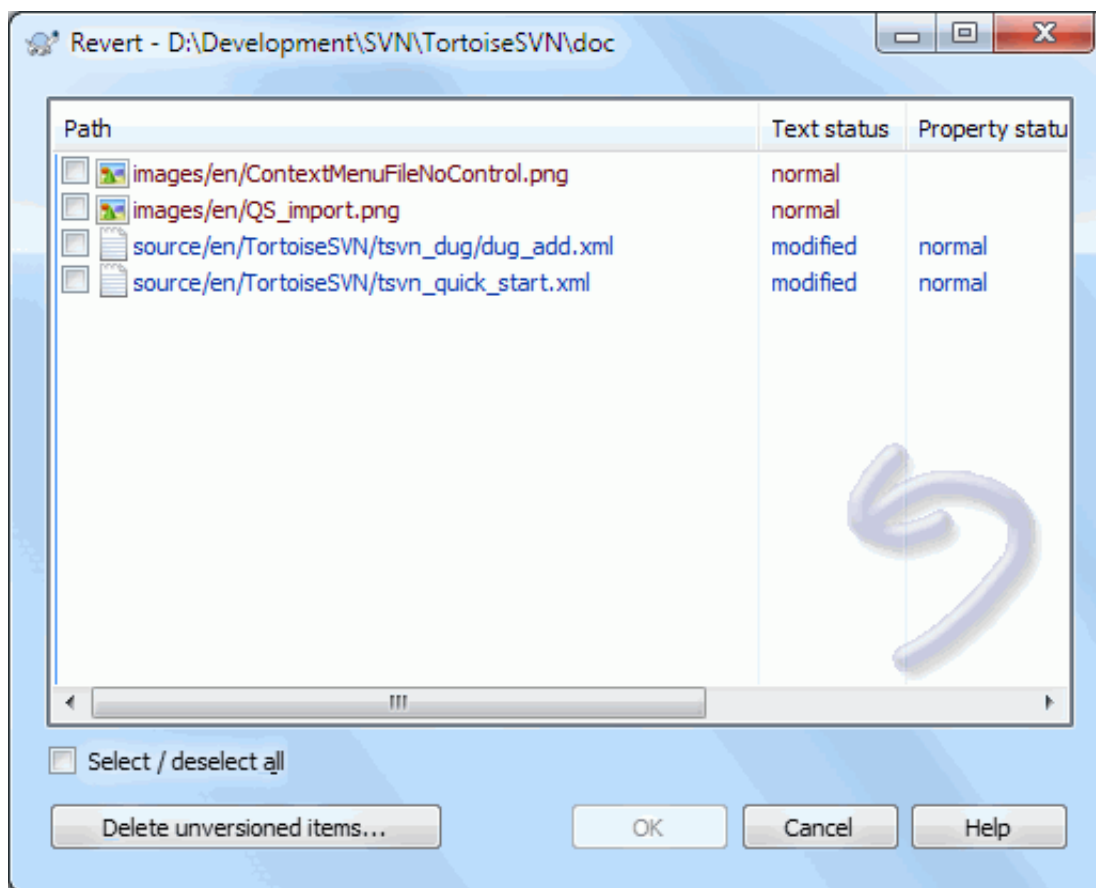 Revert - D:\Development\SVN\TortoiseSVN\doc
Path Text status Property statu
images/en/ContextMenuFileNoControl.png normal
images/en/QS_import.png normal
source/en/TortoiseSVN/tsvn_dug/dug_add.xml modified normal
source/en/TortoiseSVN/tsvn_quick_start.xml modified normal
Select / deselect all
Delete unversioned items... OK Cancel Help